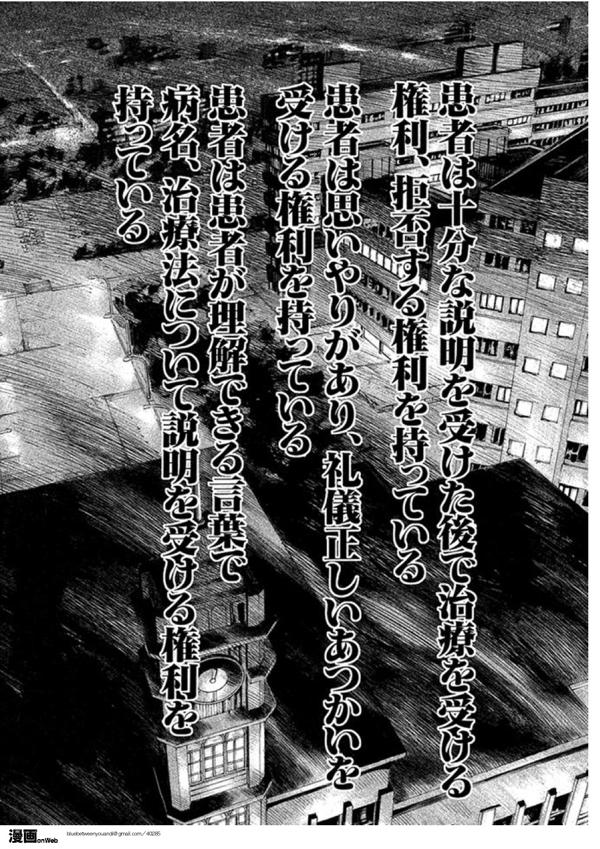 患者は十分な説明を受けた後で治療を受ける
権利、拒否する権利を持っている
患者は思いやりがあり、礼儀正しいあつかいを
受ける権利を持っている
患者は患者が理解できる言葉で
病名、治療法について説明を受ける権利を
持っている
漫画 on Web
bluebetweenyouandi@gmail.com/40285